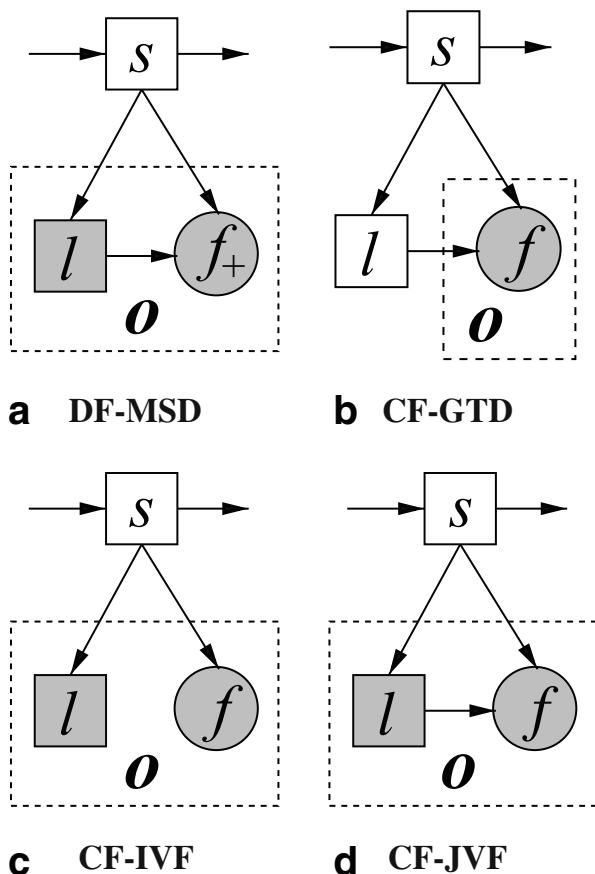 s s
l f+ l f
o o
a DF-MSD b CF-GTD
s s
l f l f
o o
c CF-IVF d CF-JVF